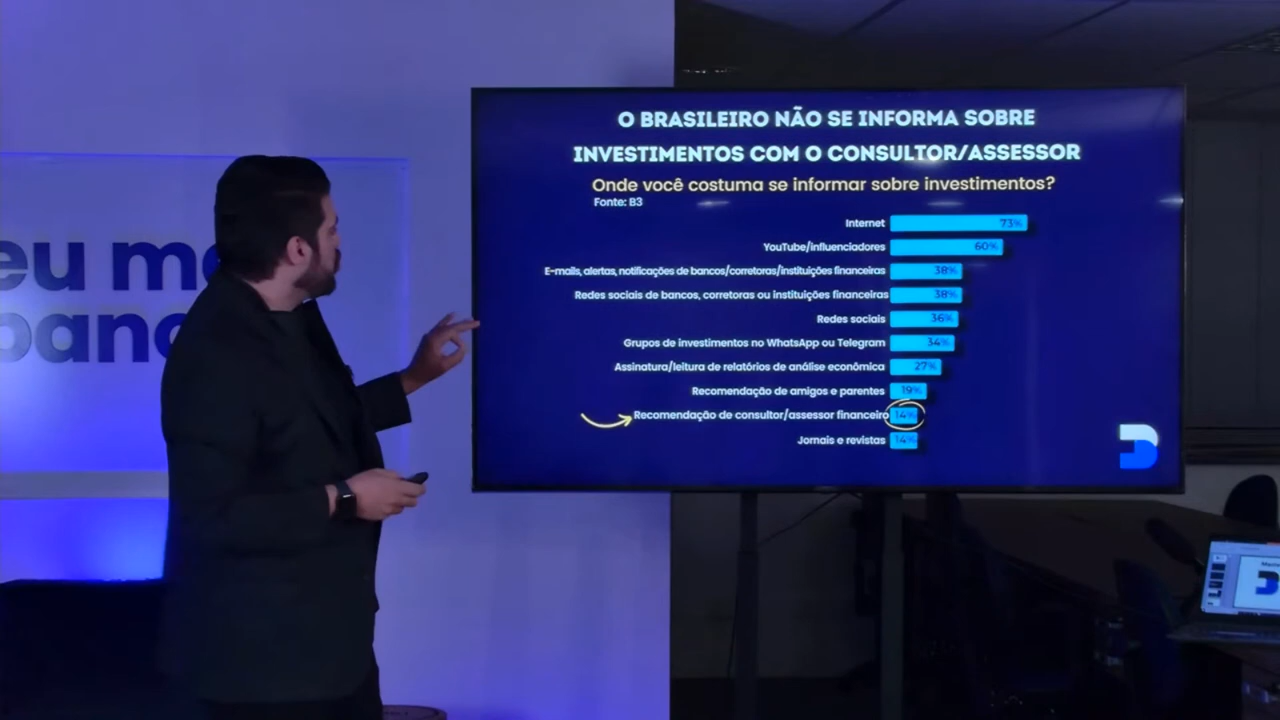 O BRASILEIRO NÃO SE INFORMA SOBRE
INVESTIMENTOS COM O CONSULTOR/ASSESSOR
Onde você costuma se informar sobre investimentos?
Fonte: B3
Internet 73%
YouTube/influenciadores 60%
E-mails, alertas, notificações de bancos/corretoras/instituições financeiras 38%
Redes sociais de bancos, corretoras ou instituições financeiras 38%
Redes sociais 36%
Grupos de investimentos no WhatsApp ou Telegram 34%
Assinatura/leitura de relatórios de análise econômica 27%
Recomendação de amigos e parentes 19%
Recomendação de consultor/assessor financeiro 14%
Jornais e revistas 14%
eu m
banc